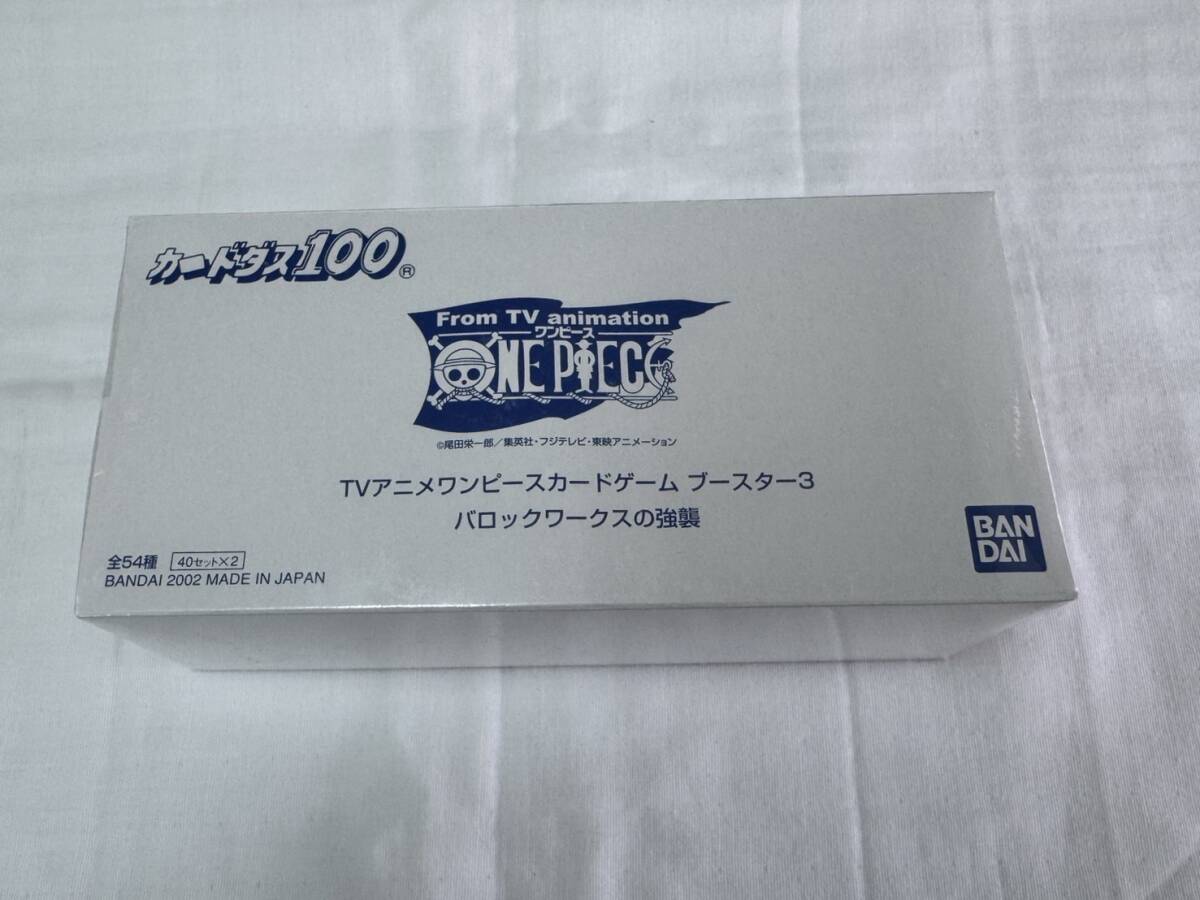 カードダス100®
From TV animation
ワンピース
ONE PIECE
©尾田栄一郎／集英社・フジテレビ・東映アニメーション
TVアニメワンピースカードゲーム ブースター3
バロックワークスの強襲
全54種 40セット×2
BANDAI 2002 MADE IN JAPAN
BAN
DAI